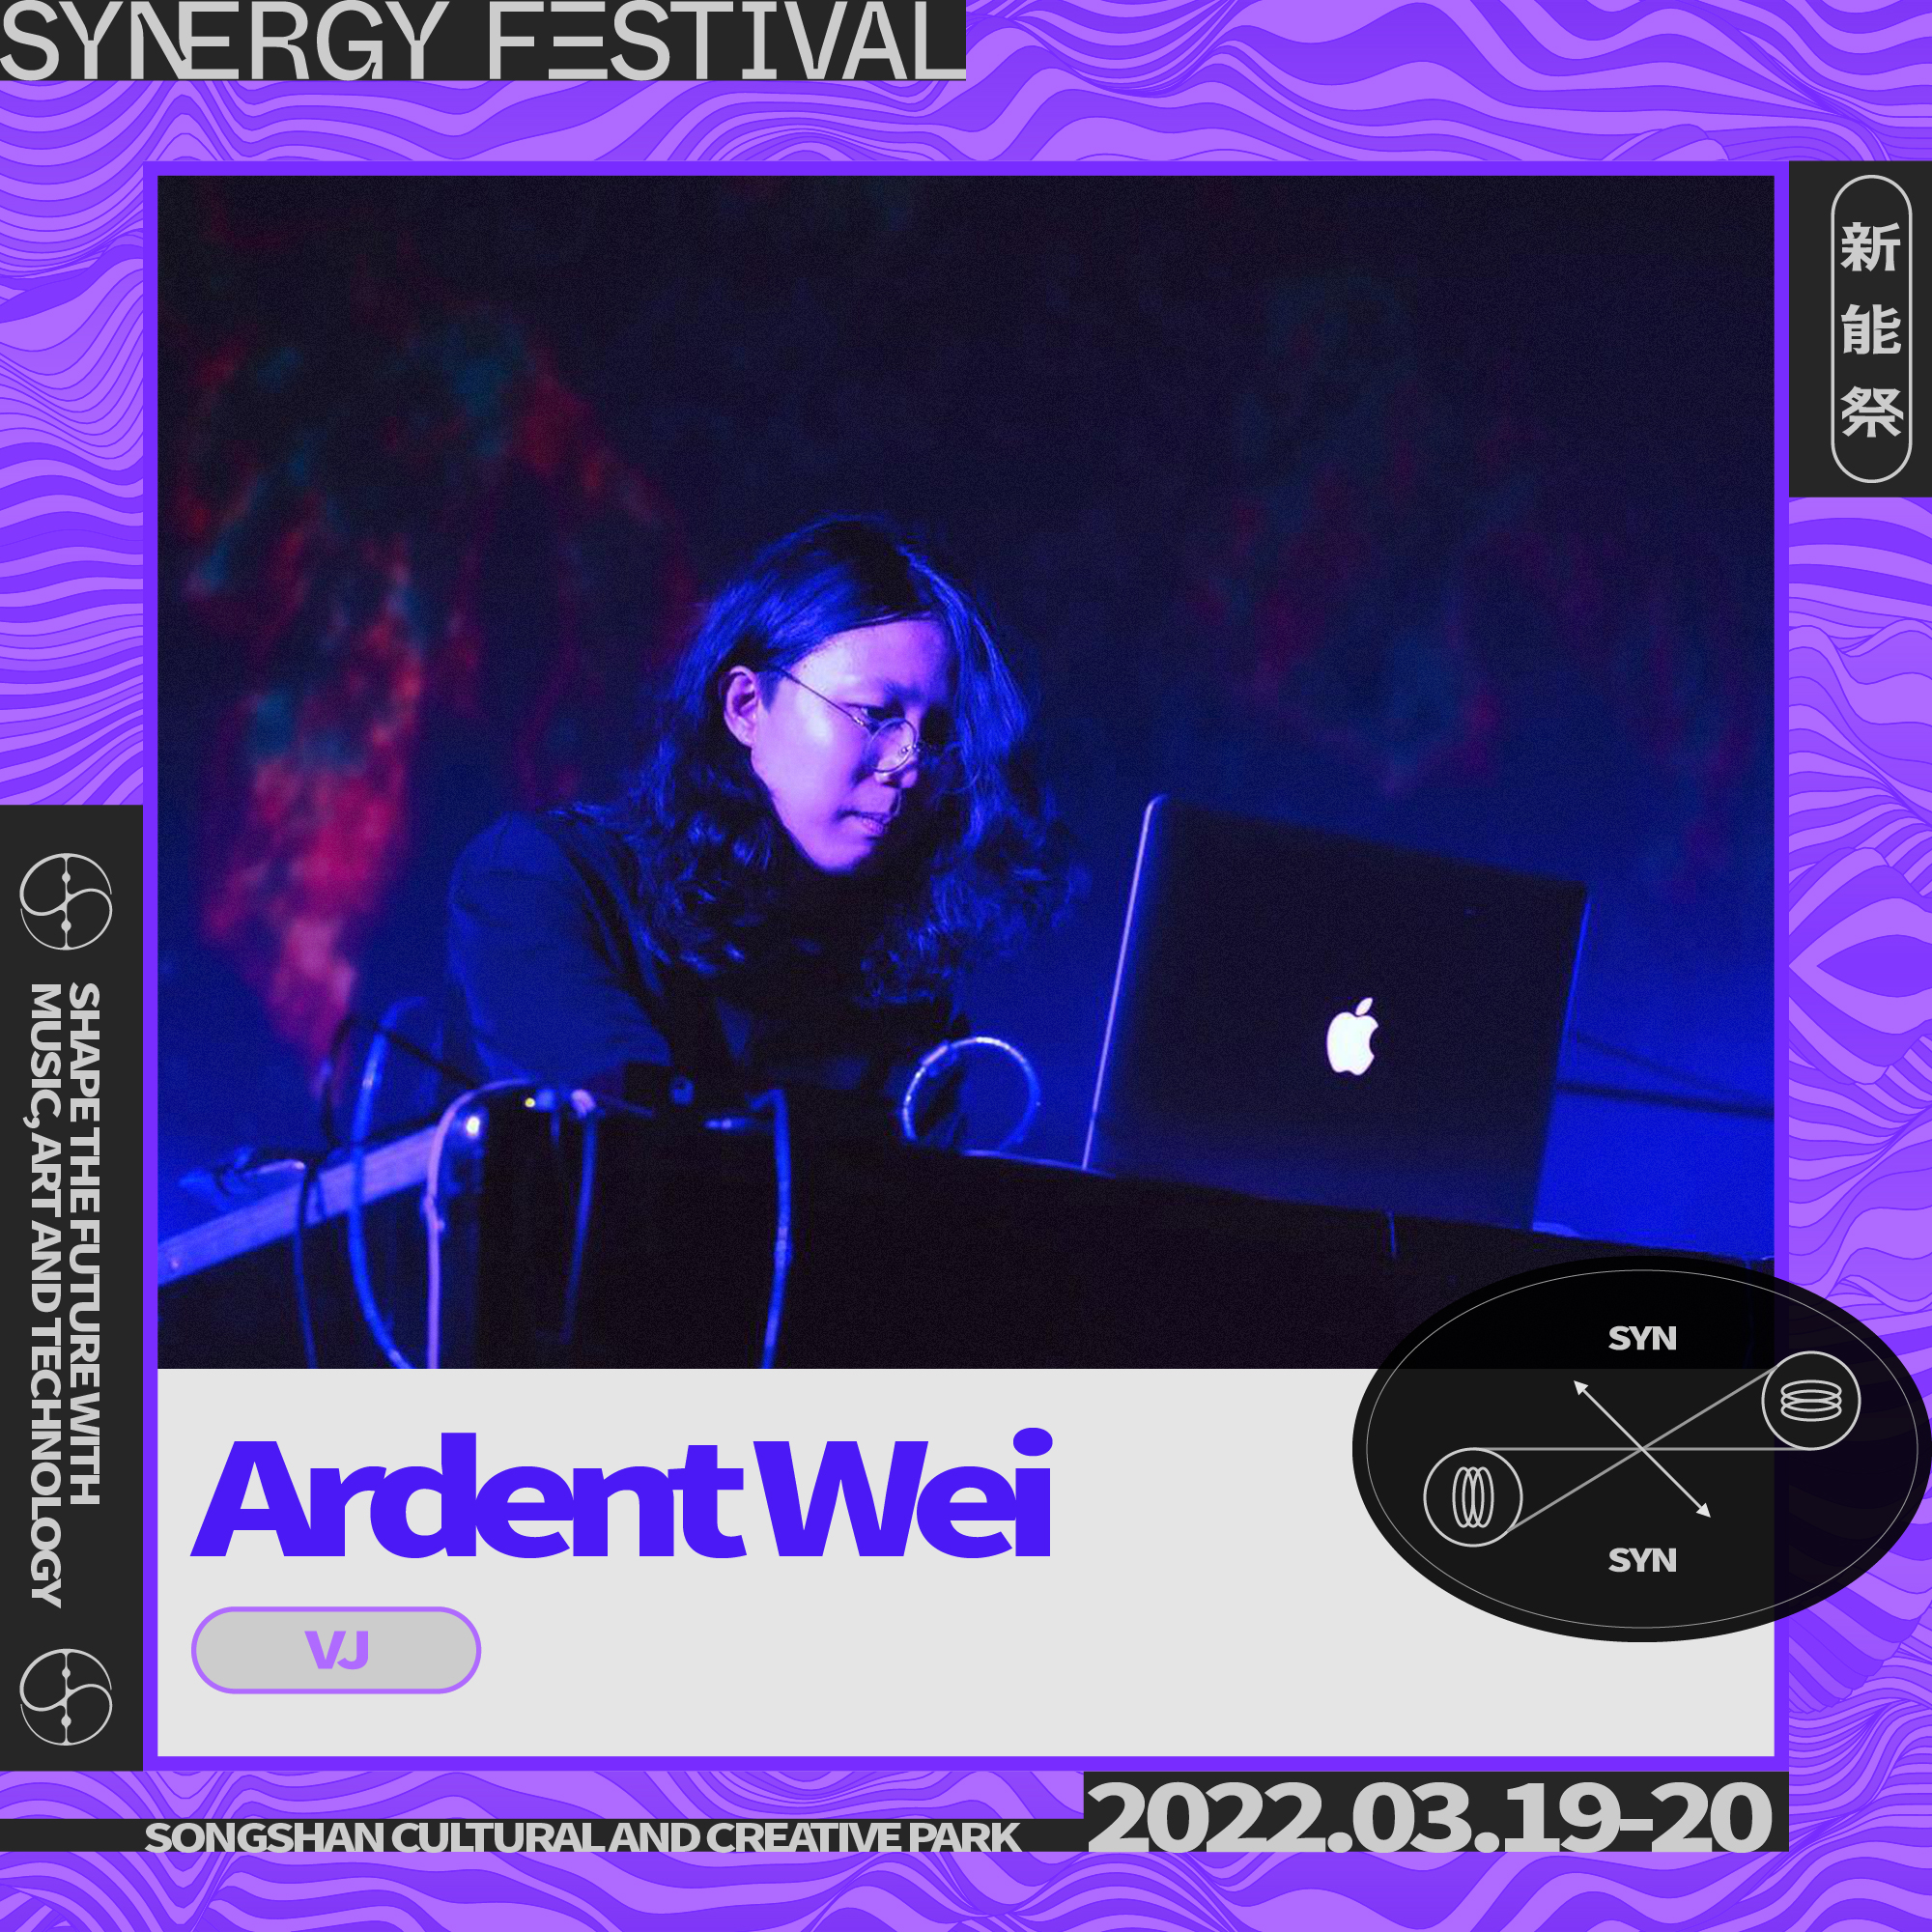 SYNERGY FESTIVAL
新能祭
SHAPE THE FUTURE WITH
MUSIC, ART AND TECHNOLOGY
SYN
SYN
Ardent Wei
VJ
SONGSHAN CULTURAL AND CREATIVE PARK
2022.03.19-20